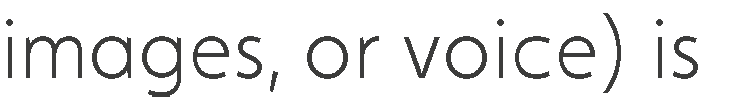 images, or voice) is